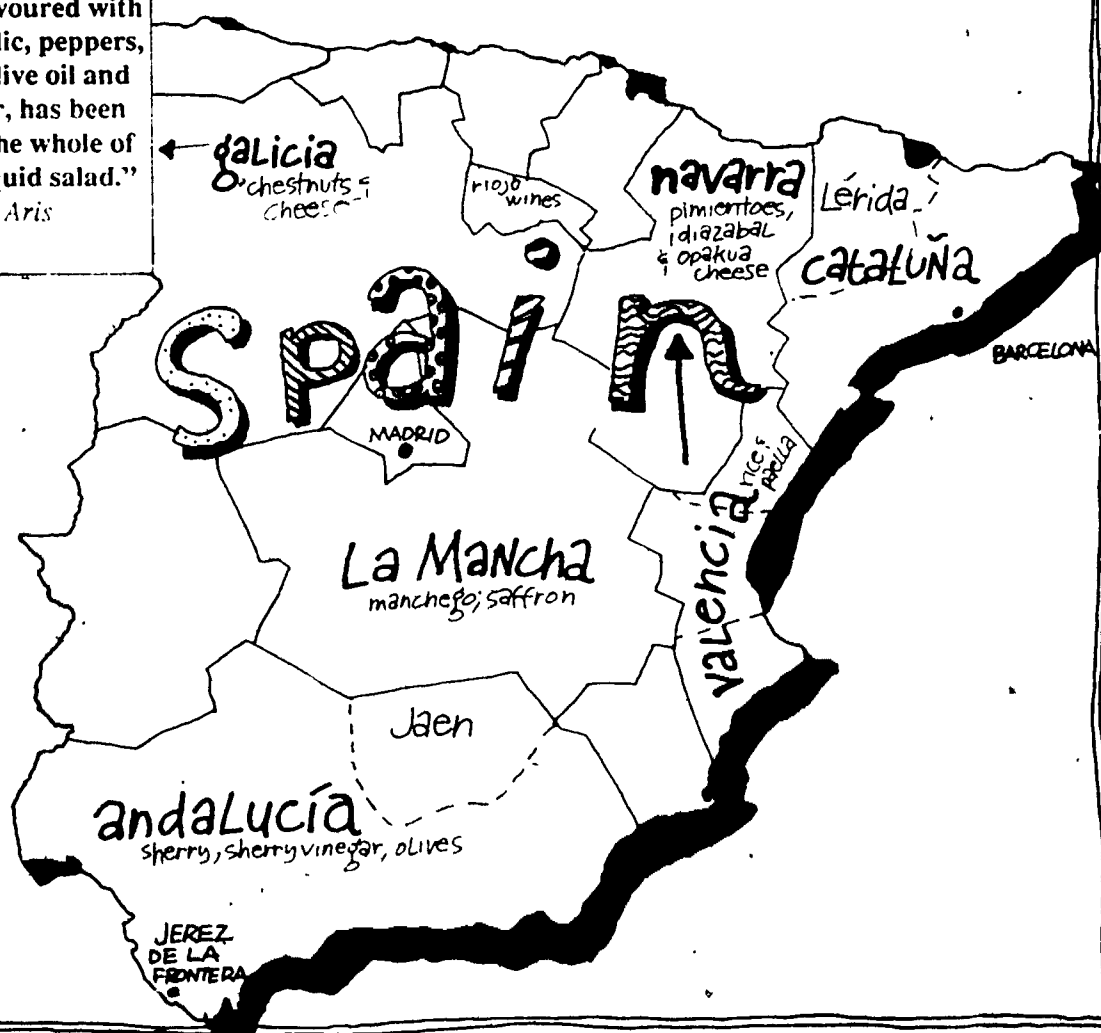 voured with
lic, peppers,
live oil and
r, has been
he whole of
quid salad."
Aris
galicia
chestnuts &
cheese
rioja
wines
navarra
pimientoes,
idiazabal
& opakua
cheese
Lérida
cataluña
BARCELONA
spain
MADRID
rice &
paella
valencia
La Mancha
manchego; saffron
Jaen
andalucía
sherry, sherry vinegar, olives
JEREZ
DE LA
FRONTERA